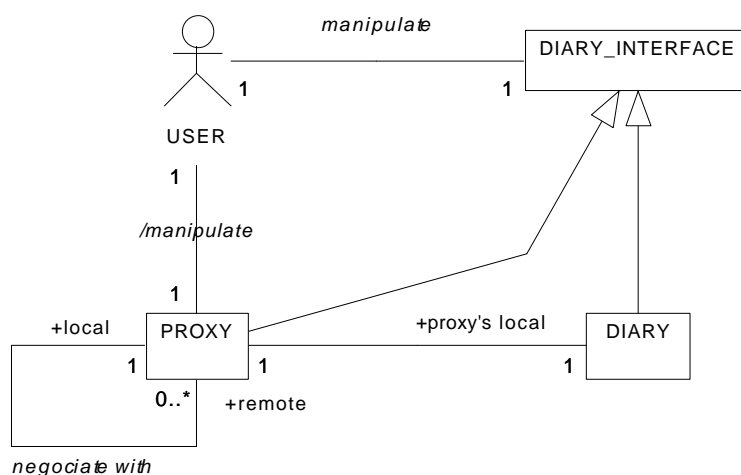 manipulate
DIARY_INTERFACE
1
1
USER
1
/manipulate
1
+local
PROXY
+proxy's local
DIARY
1
1
1
0..*
+remote
negociate with